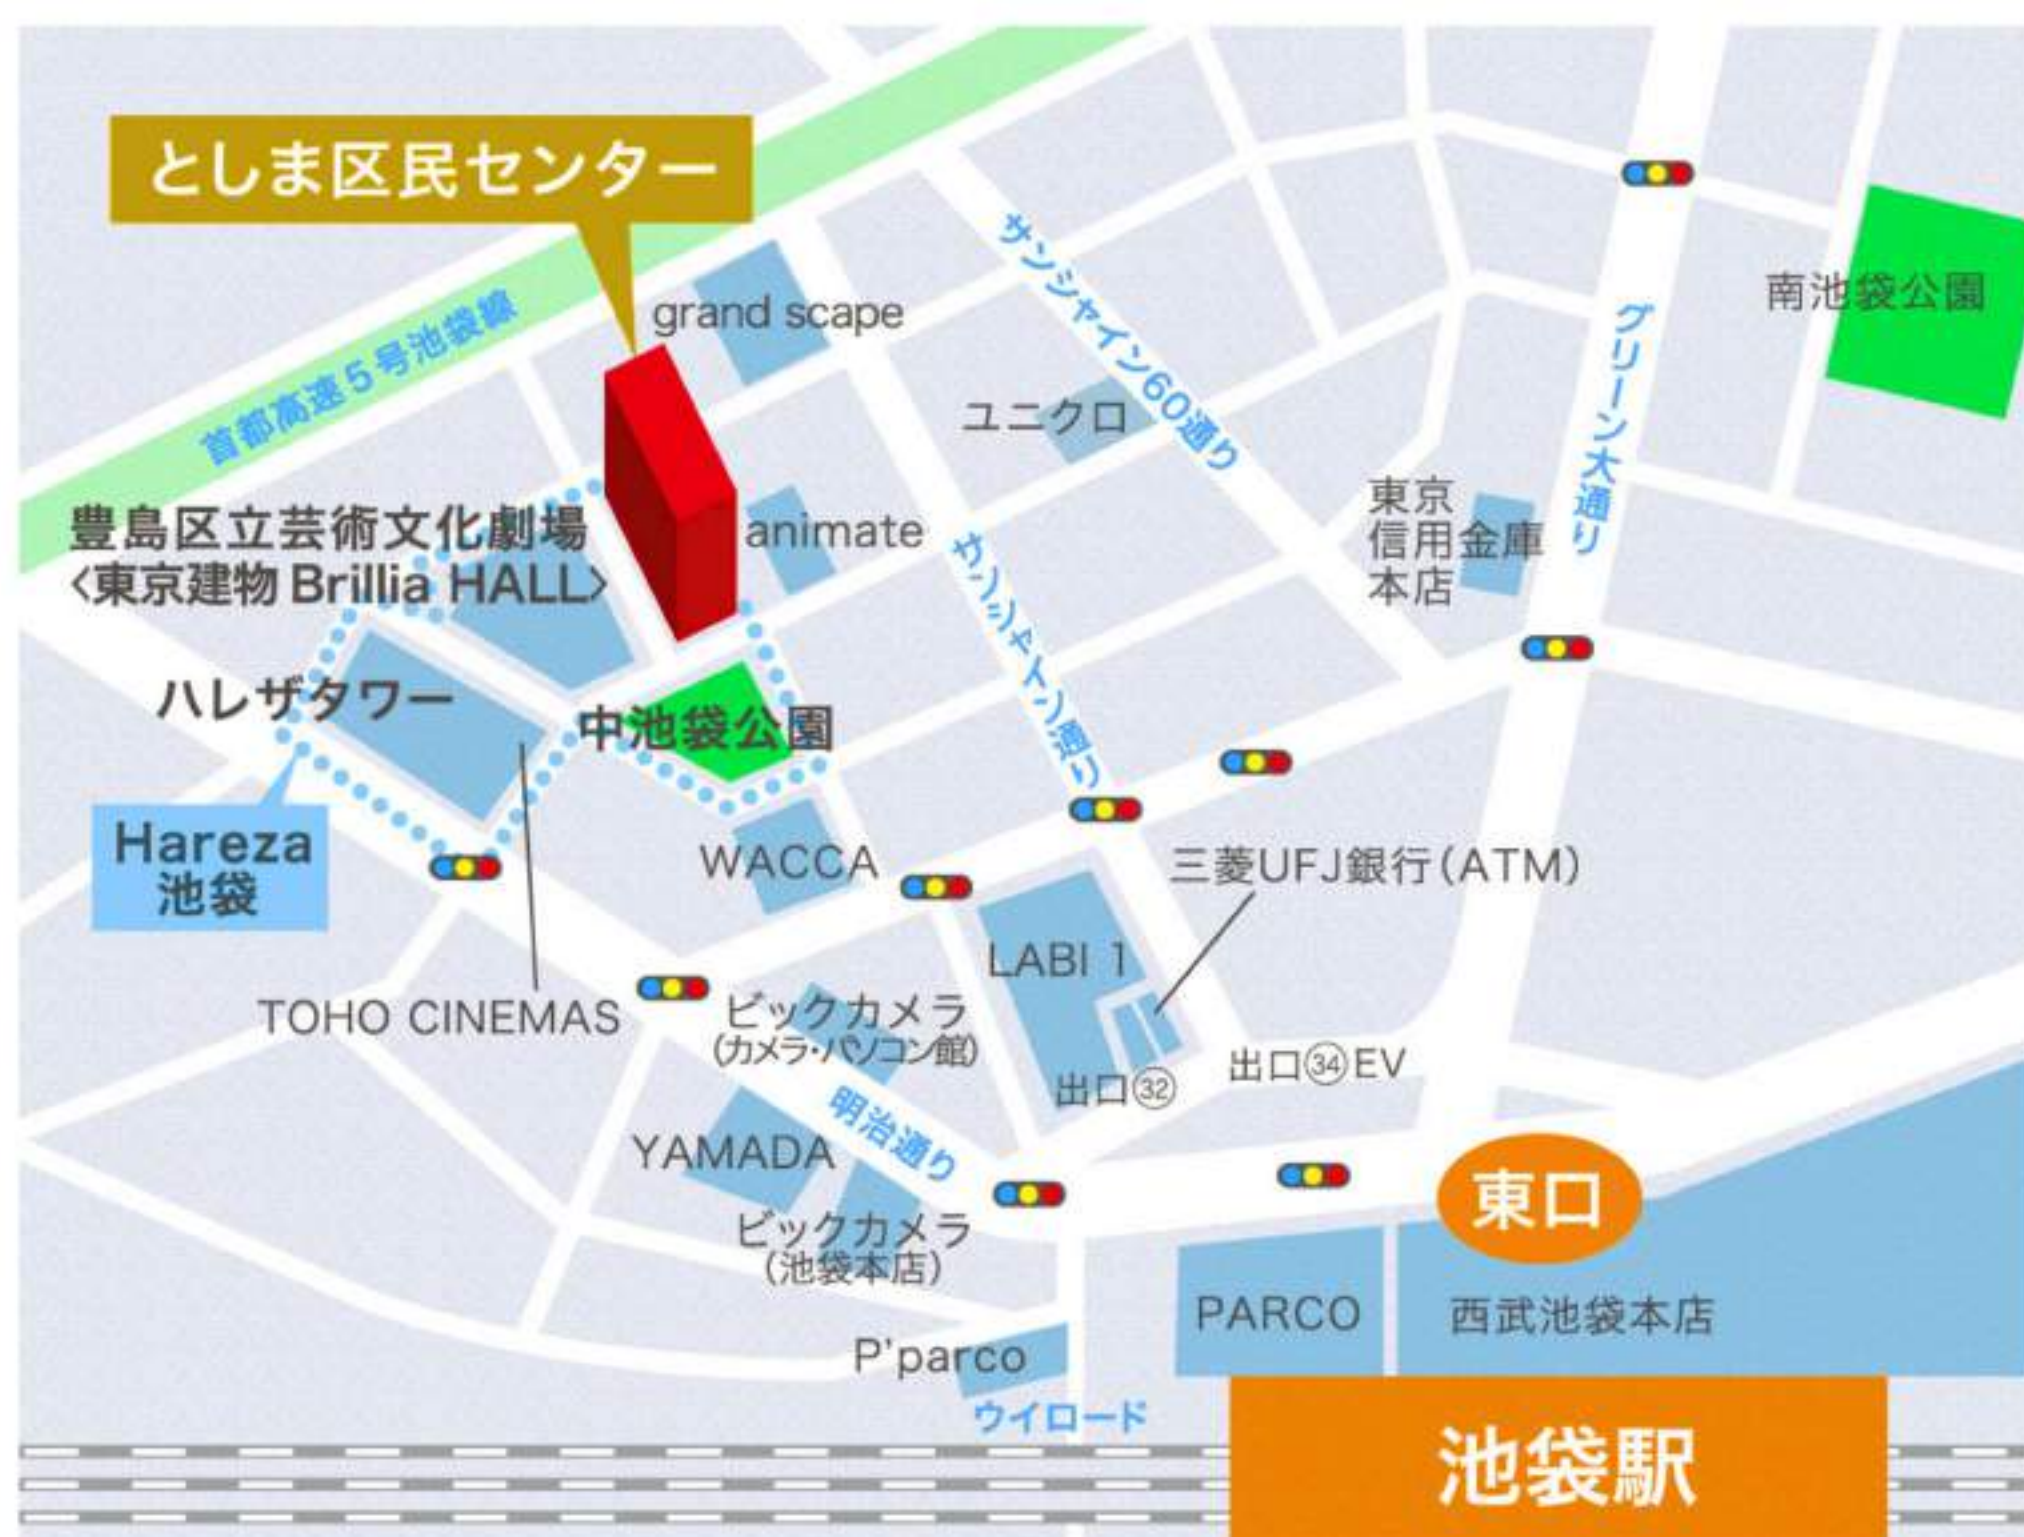 としま区民センター
首都高速5号池袋線
grand scape
サンシャイン60通り
グリーン大通り
南池袋公園
ユニクロ
animate
東京
信用金庫
本店
豊島区立芸術文化劇場
〈東京建物 Brillia HALL〉
サンシャイン通り
ハレザタワー
中池袋公園
Hareza
池袋
WACCA
三菱UFJ銀行(ATM)
LABI 1
TOHO CINEMAS
ビックカメラ
(カメラ・パソコン館)
出口㉜
出口㉞EV
明治通り
YAMADA
ビックカメラ
(池袋本店)
東口
PARCO
西武池袋本店
P'parco
ウイロード
池袋駅